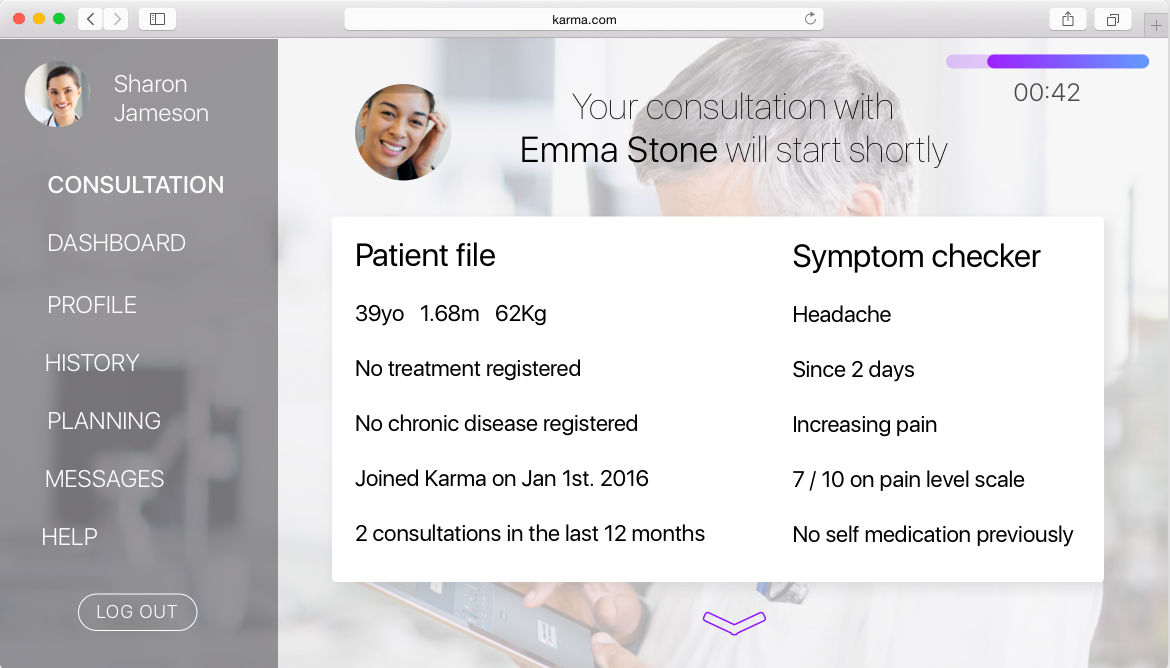 karma.com
Sharon
Jameson
CONSULTATION
DASHBOARD
PROFILE
HISTORY
PLANNING
MESSAGES
HELP
LOG OUT
00:42
Your consultation with
Emma Stone will start shortly
Patient file
39yo 1.68m 62Kg
No treatment registered
No chronic disease registered
Joined Karma on Jan 1st. 2016
2 consultations in the last 12 months
Symptom checker
Headache
Since 2 days
Increasing pain
7 / 10 on pain level scale
No self medication previously